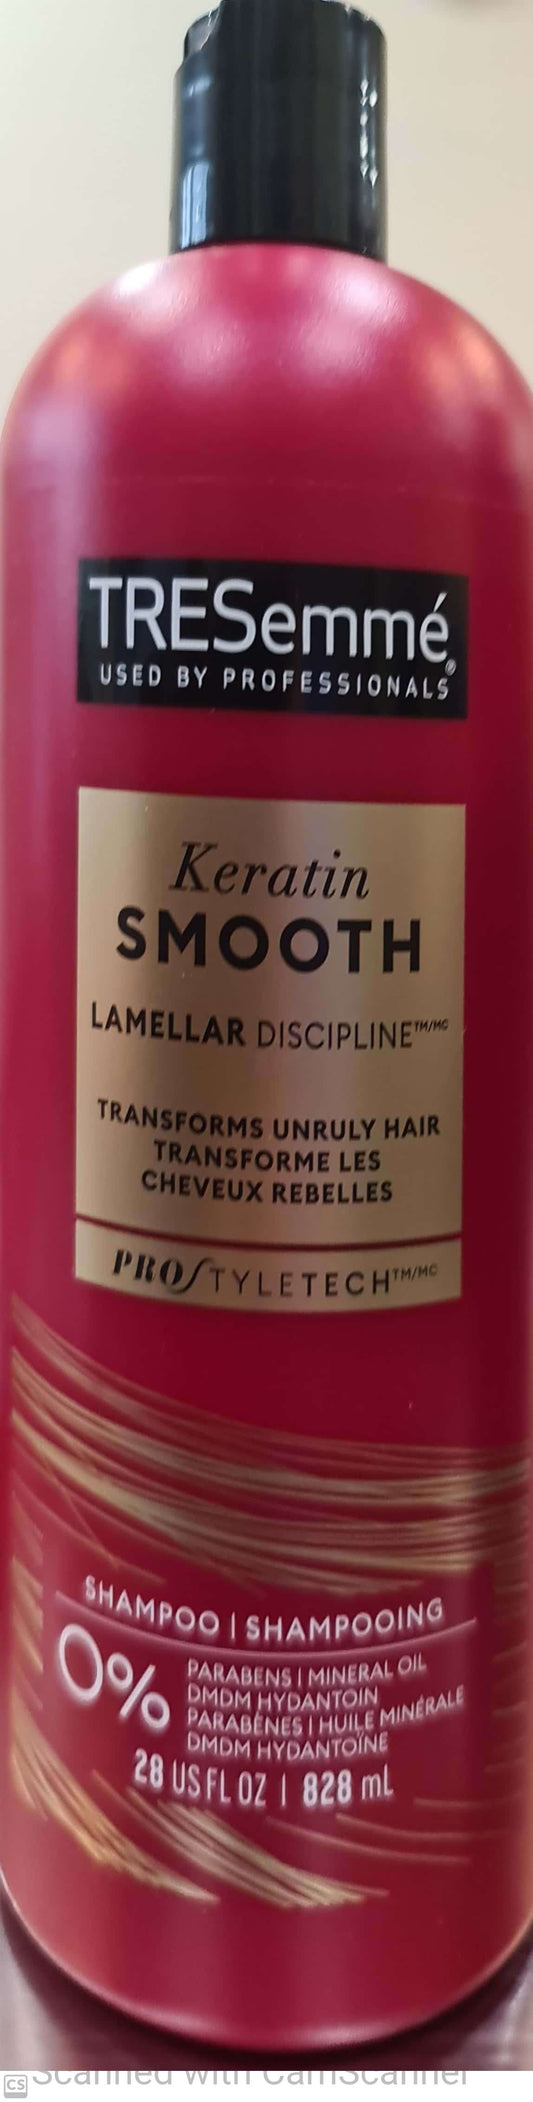 TRESemmé®
USED BY PROFESSIONALS
Keratin
SMOOTH
LAMELLAR DISCIPLINE™/MC
TRANSFORMS UNRULY HAIR
TRANSFORME LES
CHEVEUX REBELLES
PROSTYLETECH™/MC
SHAMPOO | SHAMPOOING
0%
PARABENS | MINERAL OIL
DMDM HYDANTOIN
PARABÈNES | HUILE MINÉRALE
DMDM HYDANTOÏNE
28 US FL OZ | 828 mL
CS Scanned with CamScanner